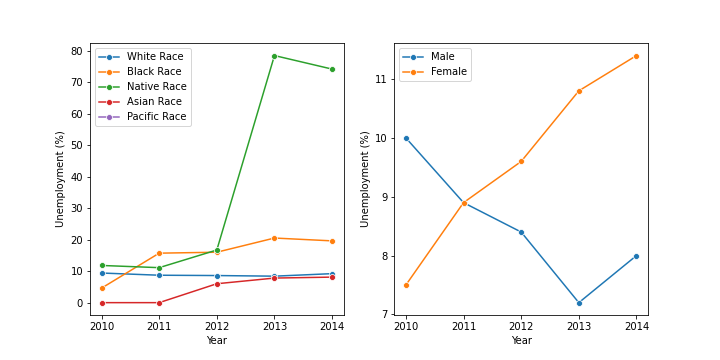 80
70
60
50
40
30
20
10
0
Unemployment (%)
White Race
Black Race
Native Race
Asian Race
Pacific Race
2010 2011 2012 2013 2014
Year
11
10
9
8
7
Unemployment (%)
Male
Female
2010 2011 2012 2013 2014
Year